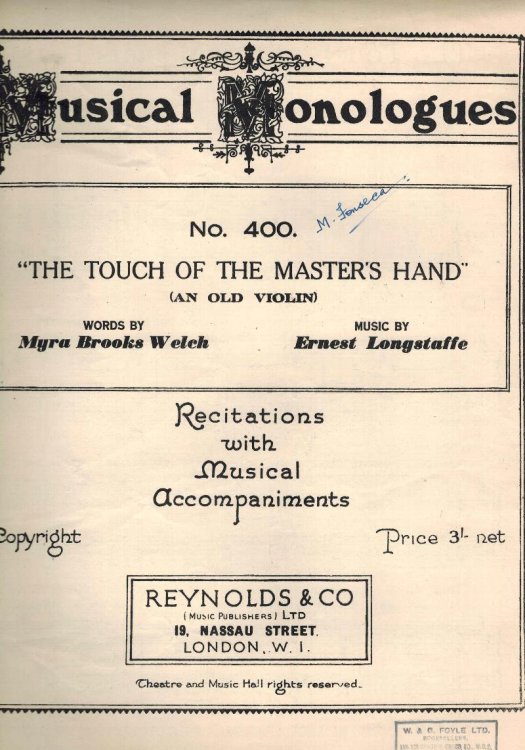 Musical Monologues
M. Fonseca
No. 400.
"THE TOUCH OF THE MASTER'S HAND"
(AN OLD VIOLIN)
WORDS BY
Myra Brooks Welch
MUSIC BY
Ernest Longstaffe
Recitations
with
Musical
Accompaniments
Copyright
Price 3/- net
REYNOLDS & CO
(MUSIC PUBLISHERS) LTD
19, NASSAU STREET.
LONDON, W. 1.
Theatre and Music Hall rights reserved.
W. & G. FOYLE LTD.
BOOKSELLERS,